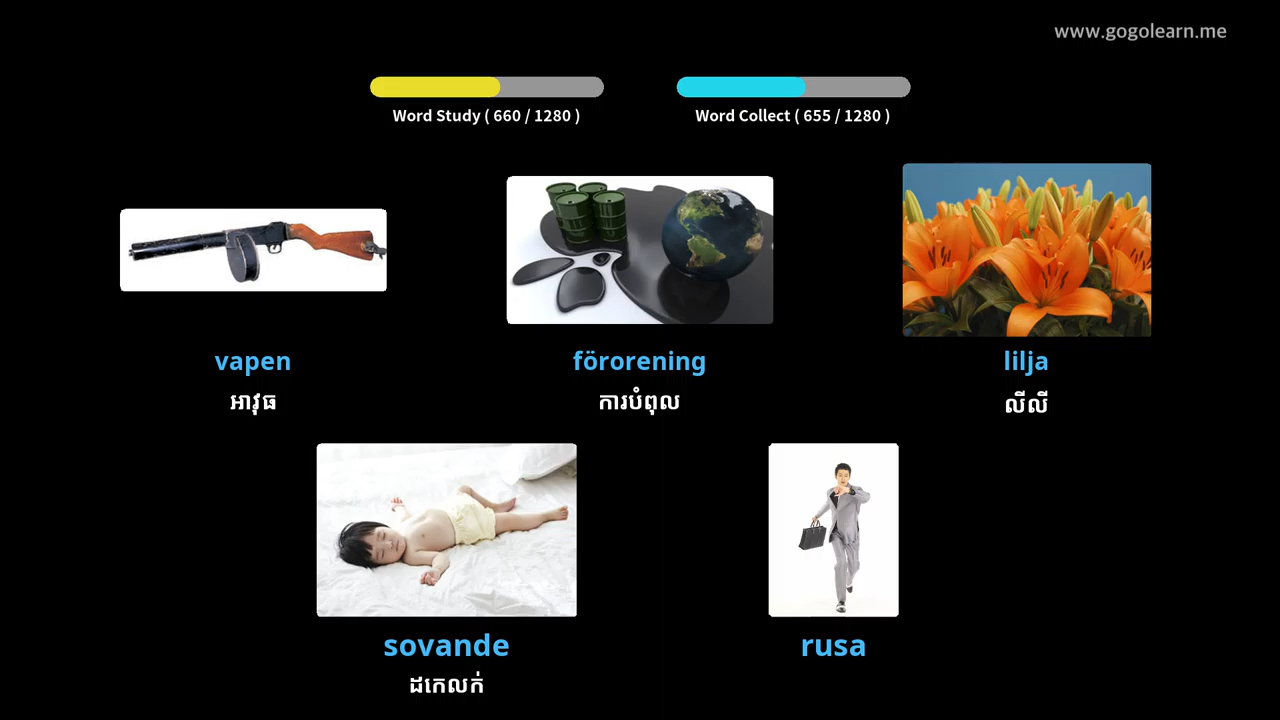 www.gogolearn.me
Word Study ( 660 / 1280 )
Word Collect ( 655 / 1280 )
vapen
förorening
lilja
អាវុធ
ការបំពុល
លីលី
sovande
rusa
ដេកលក់